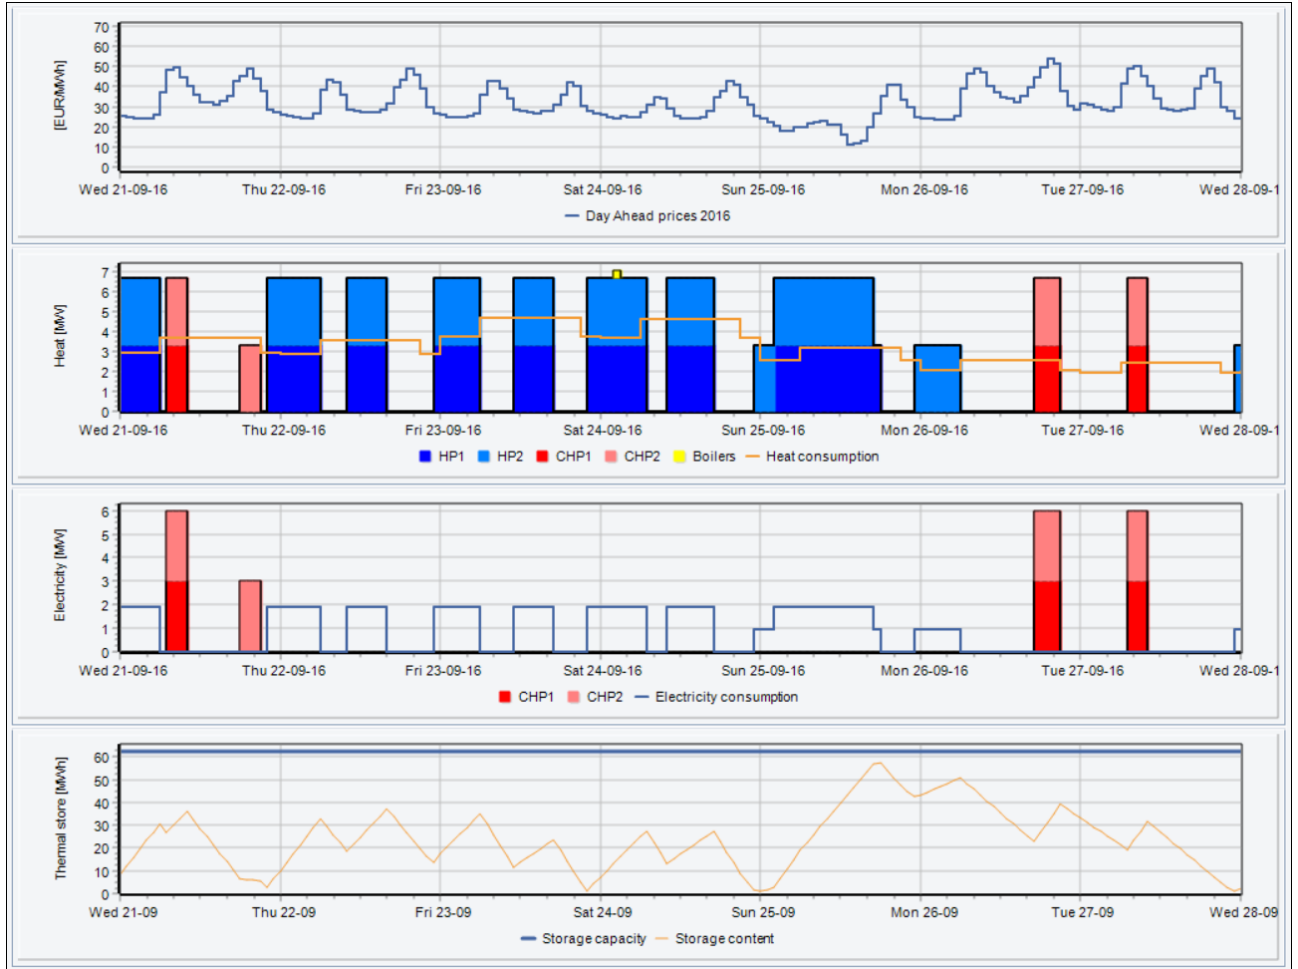 [EUR/MWh]
70
60
50
40
30
20
10
0
Wed 21-09-16 Thu 22-09-16 Fri 23-09-16 Sat 24-09-16 Sun 25-09-16 Mon 26-09-16 Tue 27-09-16 Wed 28-09-1
Day Ahead prices 2016
Heat [MW]
7
6
5
4
3
2
1
0
Wed 21-09-16 Thu 22-09-16 Fri 23-09-16 Sat 24-09-16 Sun 25-09-16 Mon 26-09-16 Tue 27-09-16 Wed 28-09-1
HP1 HP2 CHP1 CHP2 Boilers Heat consumption
Electricity [MW]
6
5
4
3
2
1
0
Wed 21-09-16 Thu 22-09-16 Fri 23-09-16 Sat 24-09-16 Sun 25-09-16 Mon 26-09-16 Tue 27-09-16 Wed 28-09-1
CHP1 CHP2 Electricity consumption
Thermal store [MWh]
60
50
40
30
20
10
0
Wed 21-09 Thu 22-09 Fri 23-09 Sat 24-09 Sun 25-09 Mon 26-09 Tue 27-09 Wed 28-09
Storage capacity Storage content